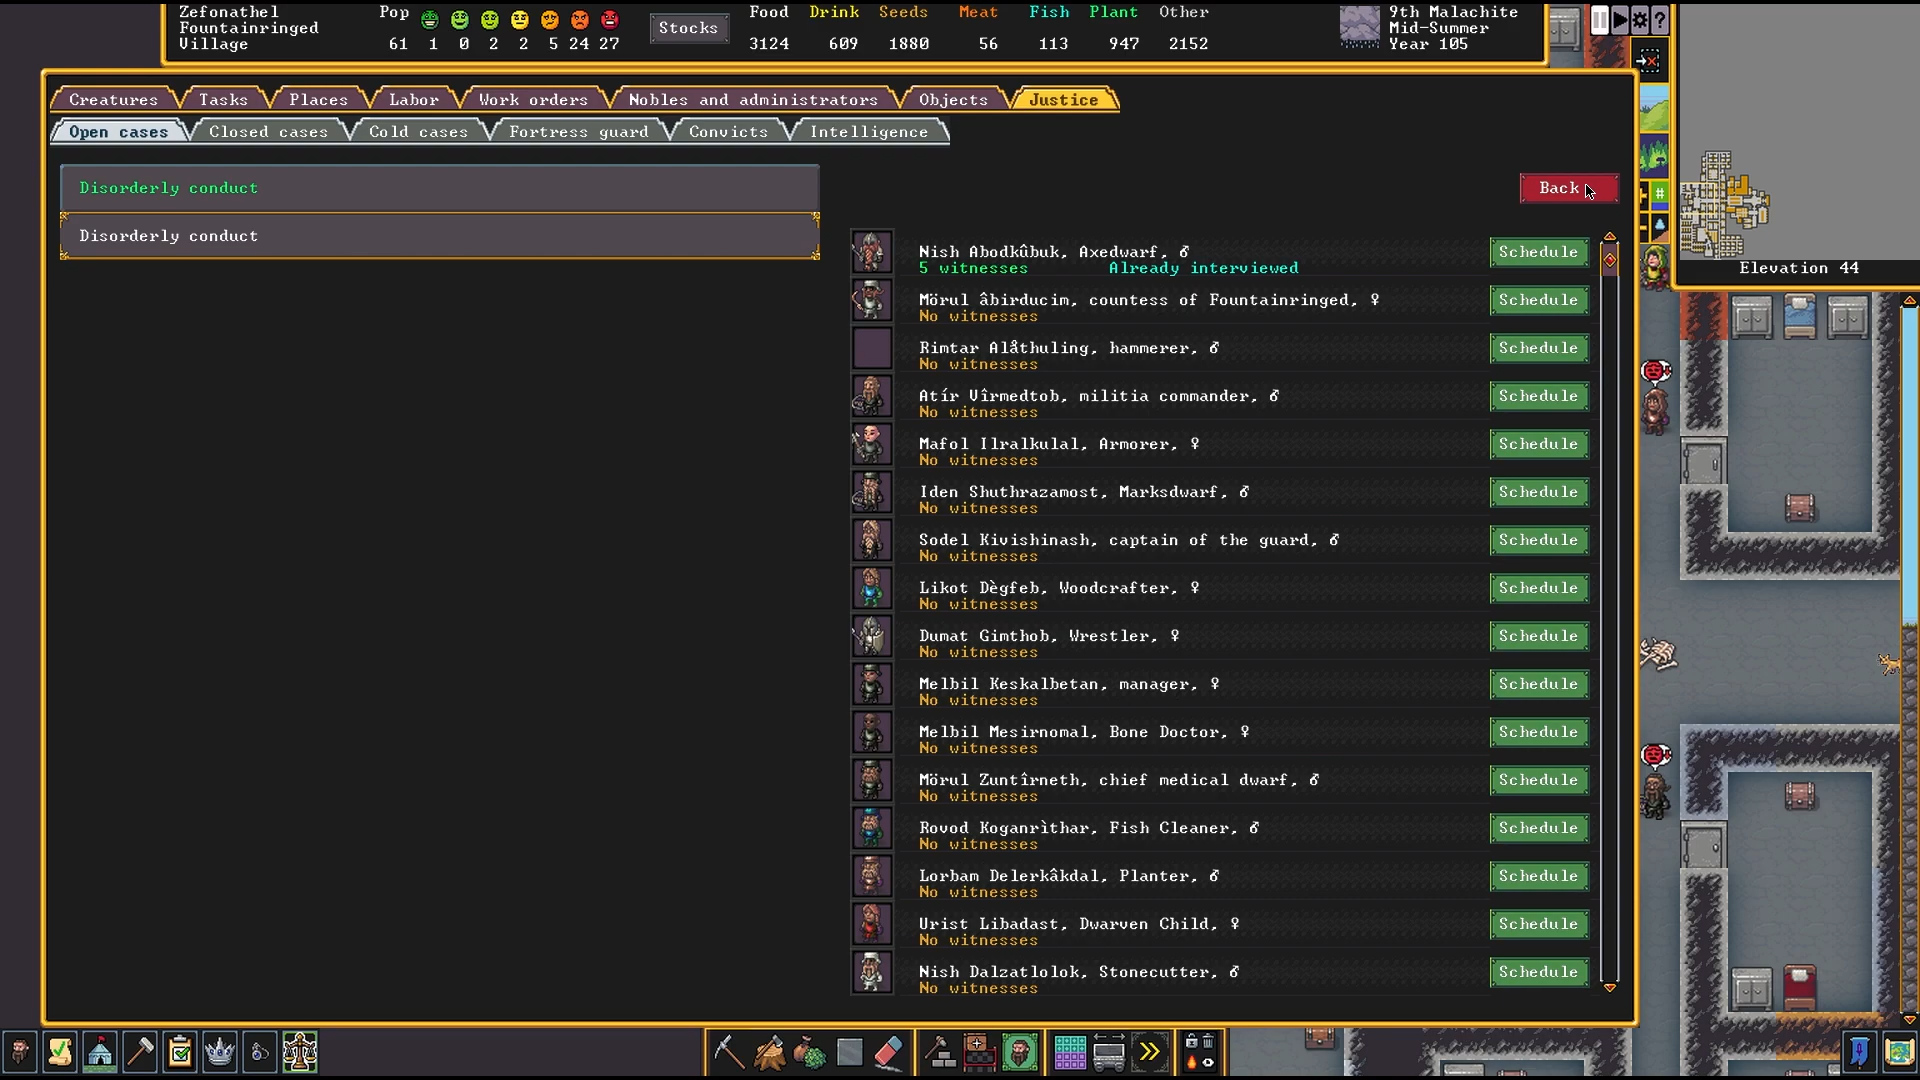 Zefonathel
Fountainringed
Village
Pop
61 1 0 2 2 5 24 27
Stocks
Food Drink Seeds Meat Fish Plant Other
3124 609 1880 56 113 947 2152
9th Malachite
Mid-Summer
Year 105
?
Creatures Tasks Places Labor Work orders Nobles and administrators Objects Justice
Open cases Closed cases Cold cases Fortress guard Convicts Intelligence
Disorderly conduct
Disorderly conduct
Back
#
Elevation 44
Nish Abodkûbuk, Axedwarf, ♂ Schedule
5 witnesses Already interviewed
Mörul âbirducim, countess of Fountainringed, ♀ Schedule
No witnesses
Rimtar Alåthuling, hammerer, ♂ Schedule
No witnesses
Atír Vîrmedtob, militia commander, ♂ Schedule
No witnesses
Mafol Ilralkulal, Armorer, ♀ Schedule
No witnesses
Iden Shuthrazamost, Marksdwarf, ♂ Schedule
No witnesses
Sodel Kivishinash, captain of the guard, ♂ Schedule
No witnesses
Likot Dègfeb, Woodcrafter, ♀ Schedule
No witnesses
Dumat Gimthob, Wrestler, ♀ Schedule
No witnesses
Melbil Keskalbetan, manager, ♀ Schedule
No witnesses
Melbil Mesirnomal, Bone Doctor, ♀ Schedule
No witnesses
Mörul Zuntîrneth, chief medical dwarf, ♂ Schedule
No witnesses
Rovod Koganrìthar, Fish Cleaner, ♂ Schedule
No witnesses
Lorbam Delerkâkdal, Planter, ♂ Schedule
No witnesses
Urist Libadast, Dwarven Child, ♀ Schedule
No witnesses
Nish Dalzatlolok, Stonecutter, ♂ Schedule
No witnesses